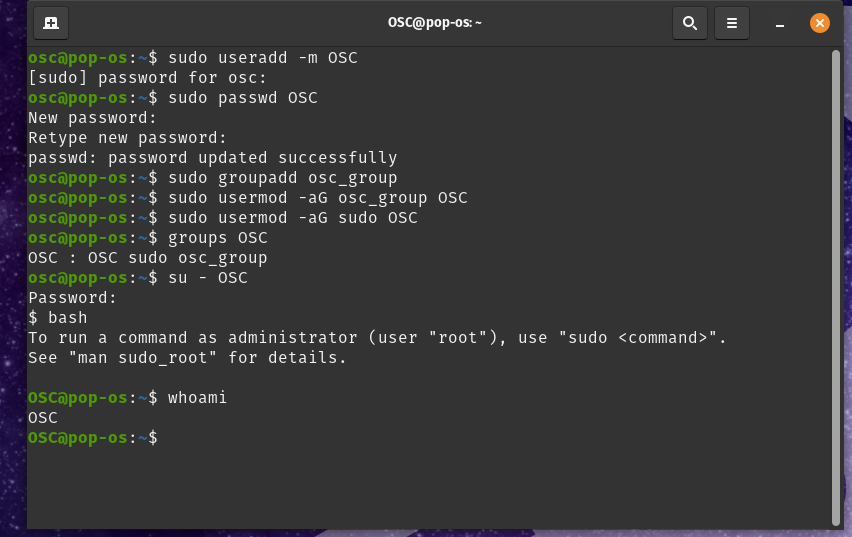 OSC@pop-os: ~
osc@pop-os:~$ sudo useradd -m OSC
[sudo] password for osc:
osc@pop-os:~$ sudo passwd OSC
New password:
Retype new password:
passwd: password updated successfully
osc@pop-os:~$ sudo groupadd osc_group
osc@pop-os:~$ sudo usermod -aG osc_group OSC
osc@pop-os:~$ sudo usermod -aG sudo OSC
osc@pop-os:~$ groups OSC
OSC : OSC sudo osc_group
osc@pop-os:~$ su - OSC
Password:
$ bash
To run a command as administrator (user "root"), use "sudo <command>".
See "man sudo_root" for details.
OSC@pop-os:~$ whoami
OSC
OSC@pop-os:~$